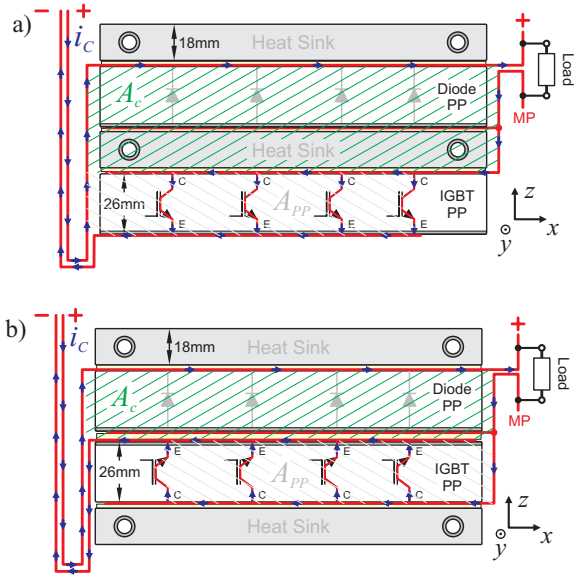 a)
− +
i_C
18mm
Heat Sink
+
Load
A_c
Diode
PP
MP
Heat Sink
C C C C
26mm
A_PP
IGBT
PP
E E E E
z
x
y
b)
− +
i_C
18mm
Heat Sink
+
Load
A_c
Diode
PP
MP
E E E E
26mm
A_PP
IGBT
PP
C C C C
z
x
y
Heat Sink